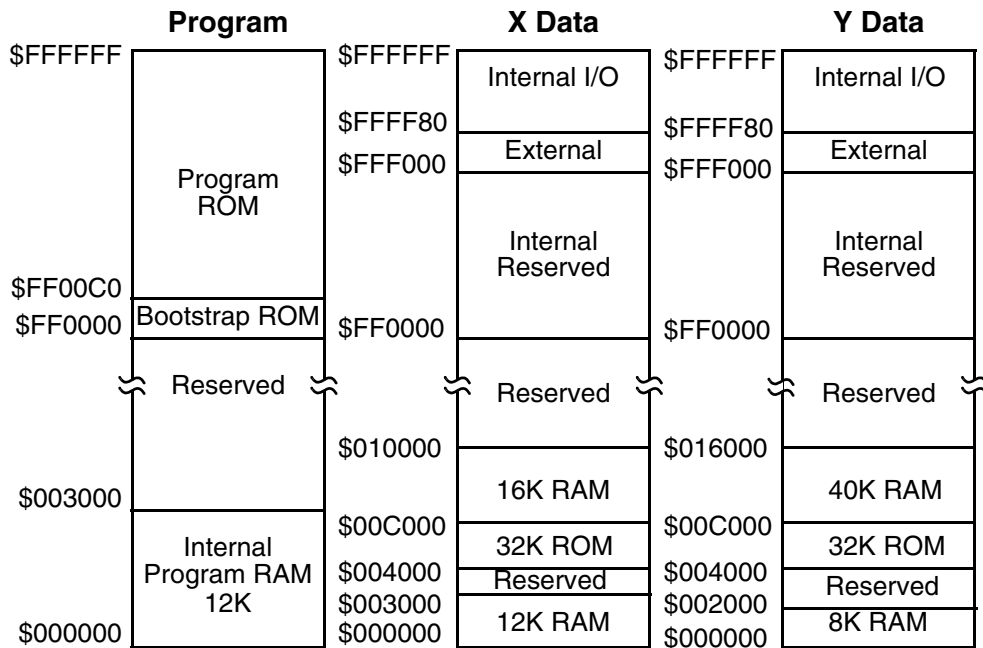 Program
$FFFFFF
Program
ROM
$FF00C0
Bootstrap ROM
$FF0000
Reserved
$003000
Internal
Program RAM
12K
$000000
X Data
$FFFFFF
Internal I/O
$FFFF80
External
$FFF000
Internal
Reserved
$FF0000
Reserved
$010000
16K RAM
$00C000
32K ROM
$004000
Reserved
$003000
12K RAM
$000000
Y Data
$FFFFFF
Internal I/O
$FFFF80
External
$FFF000
Internal
Reserved
$FF0000
Reserved
$016000
40K RAM
$00C000
32K ROM
$004000
Reserved
$002000
8K RAM
$000000